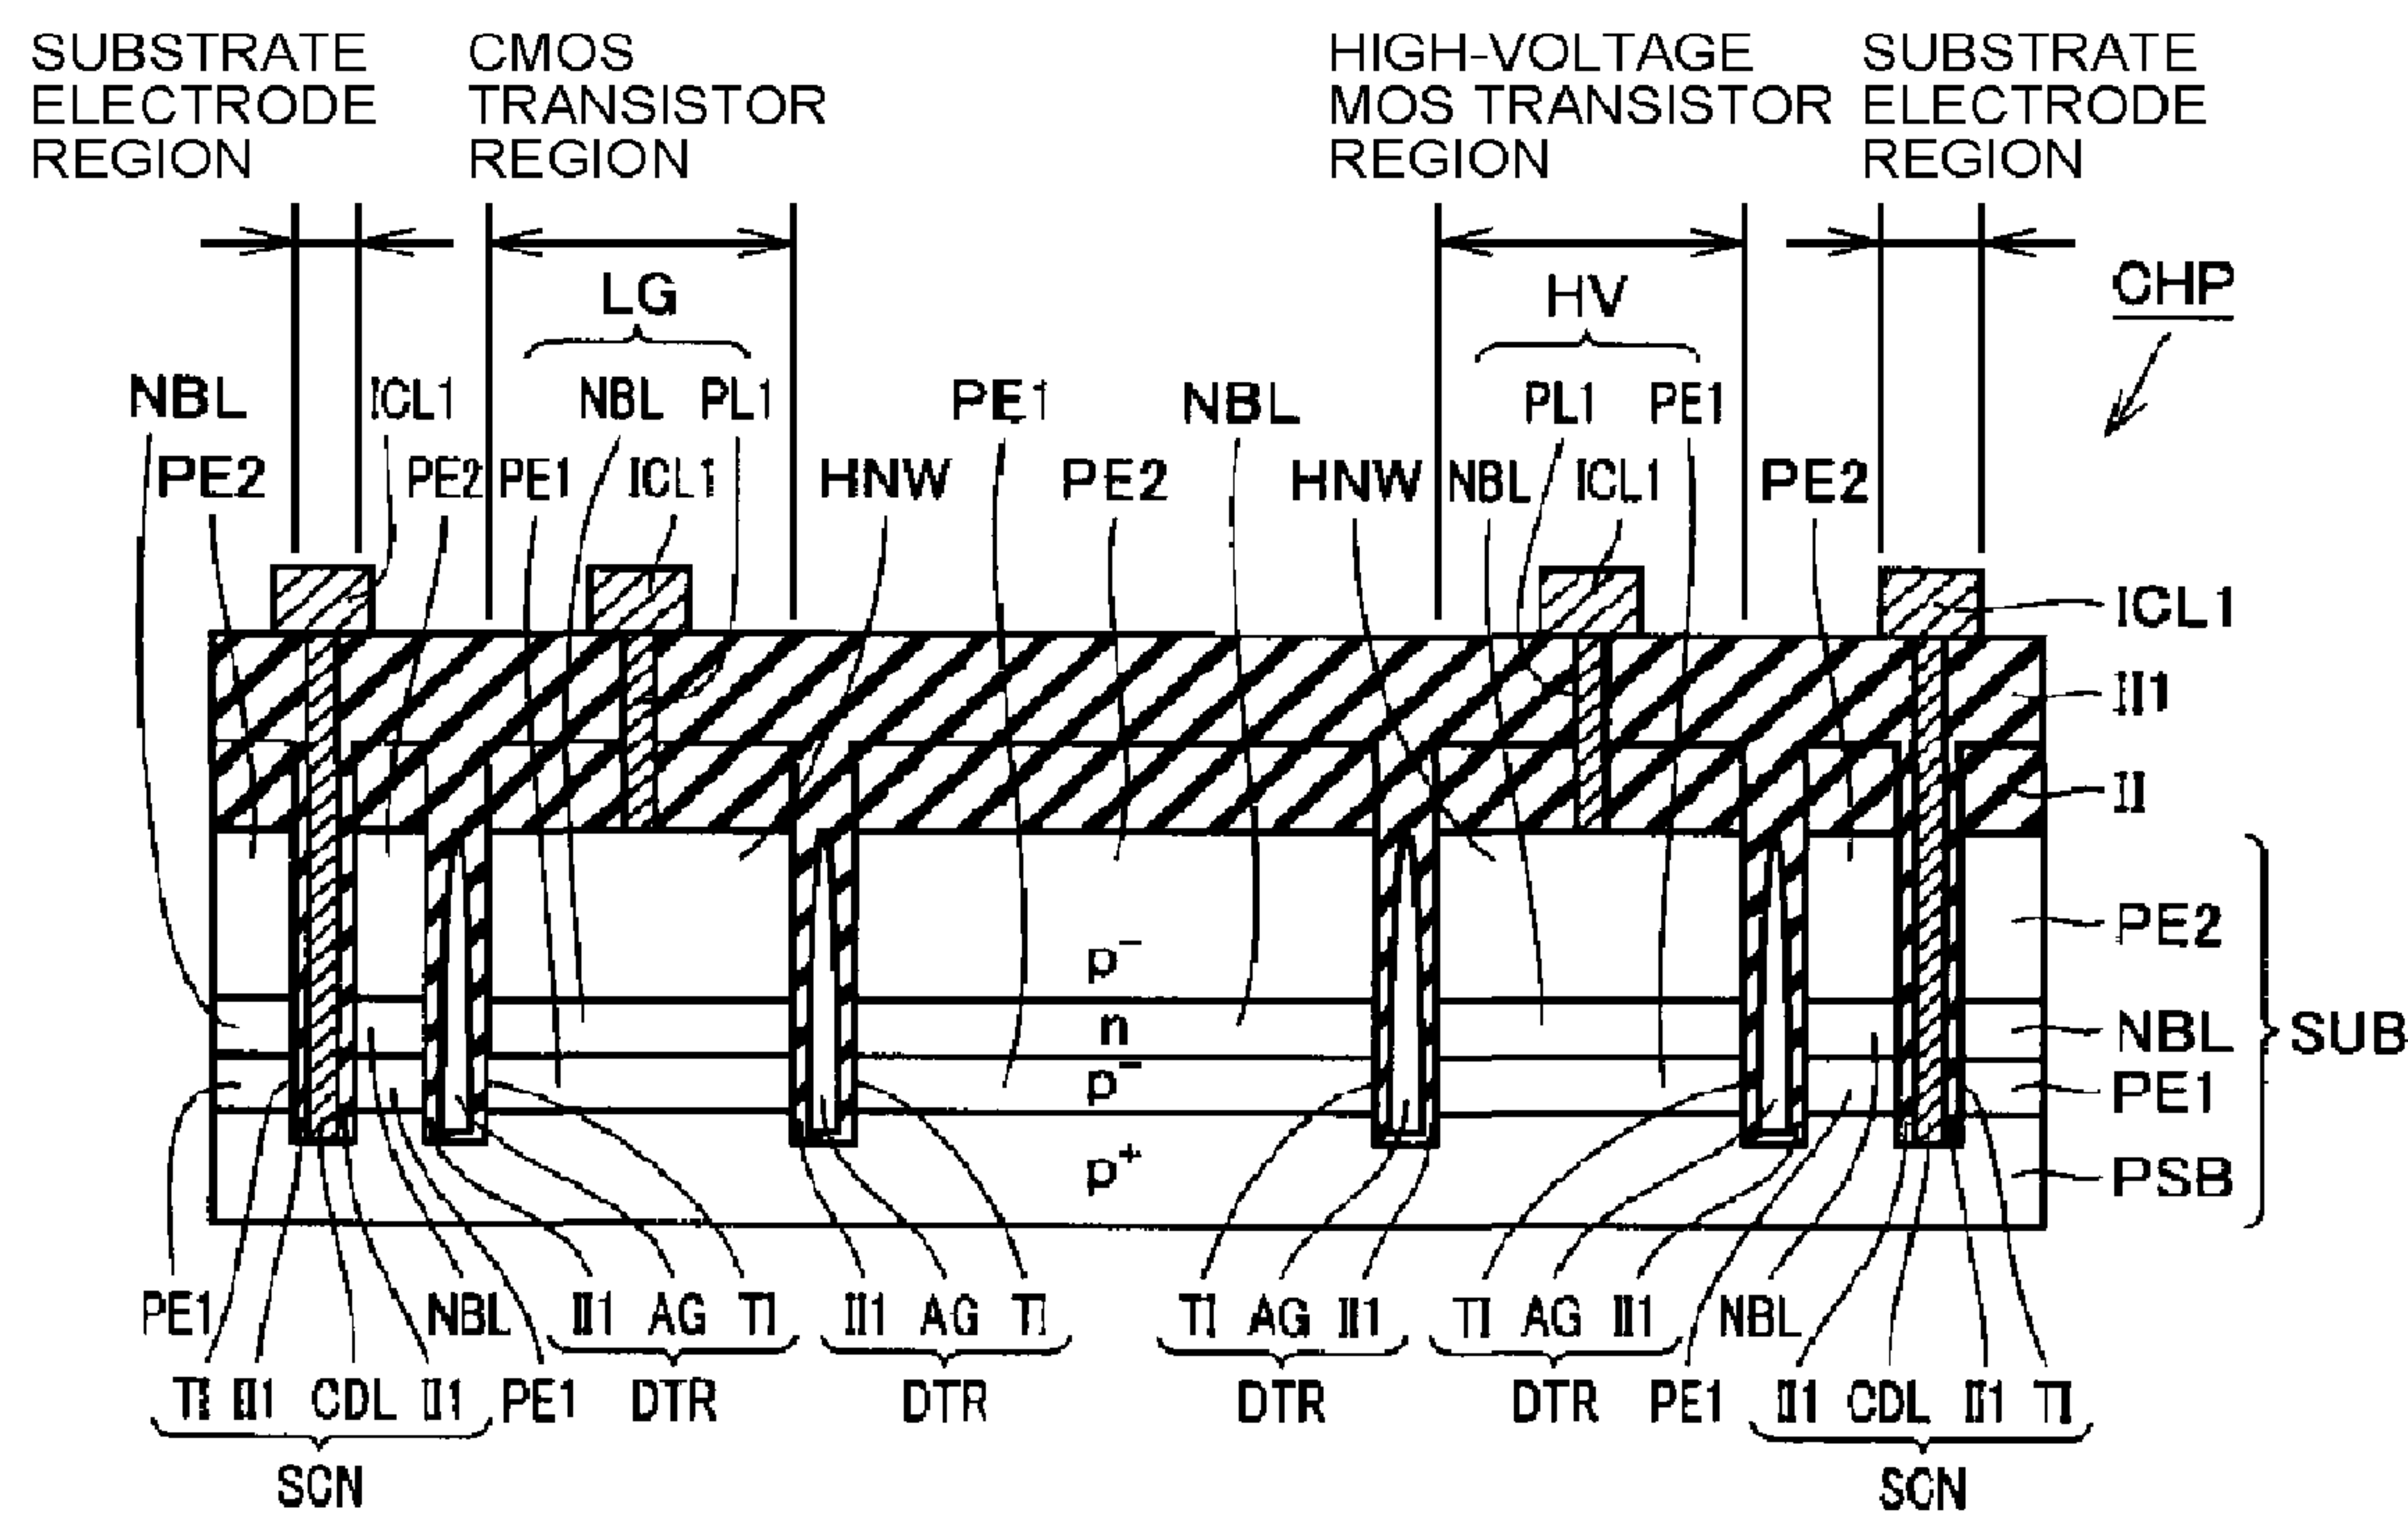 SUBSTRATE ELECTRODE REGION
CMOS TRANSISTOR REGION
HIGH-VOLTAGE MOS TRANSISTOR REGION
SUBSTRATE ELECTRODE REGION
CHP
LG
HV
NBL ICL1 NBL PL1 PE1 NBL PL1 PE1
PE2 PE2 PE1 ICL1 HNW PE2 HNW NBL ICL1 PE2
ICL1
II1
II
PE2
p⁻
n
NBL
SUB
p⁻
PE1
p⁺
PSB
PE1 NBL II1 AG TI II1 AG TI TI AG II1 TI AG II1 NBL
TI II1 CDL II1 PE1 DTR DTR DTR DTR PE1 II1 CDL II1 TI
SCN SCN